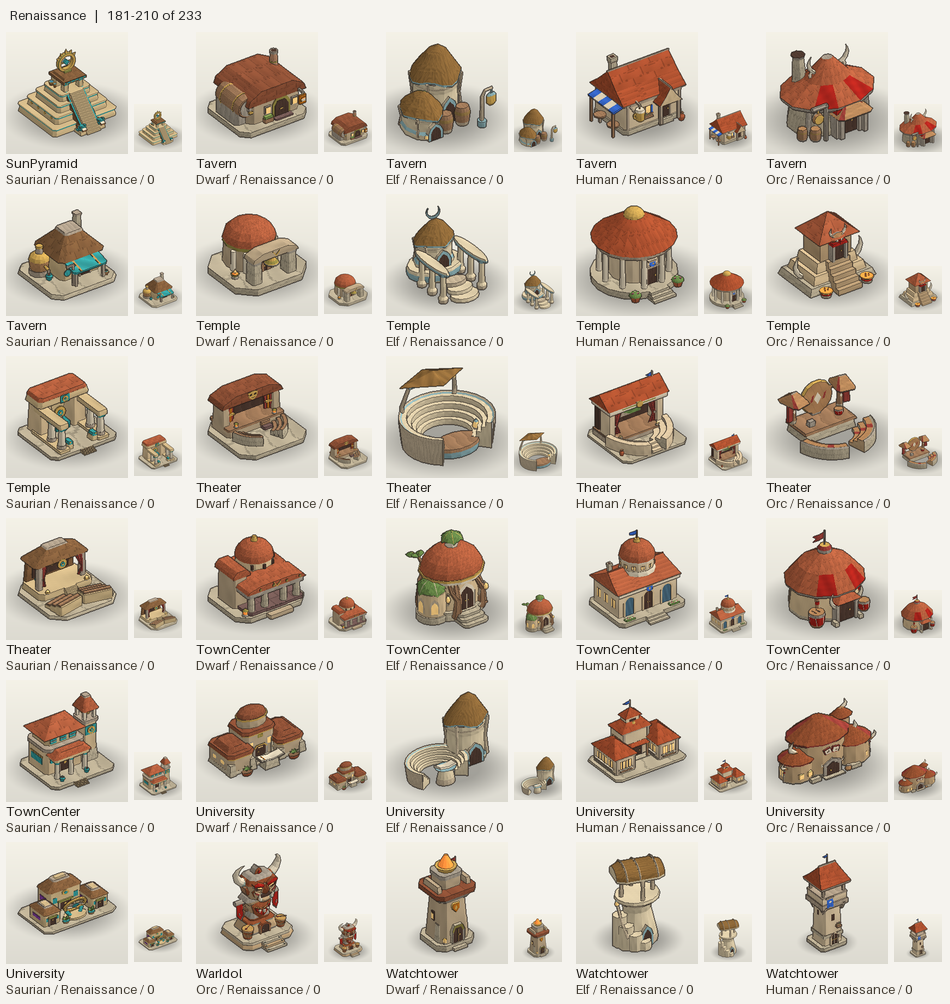 Renaissance | 181-210 of 233
SunPyramid
Saurian / Renaissance / 0
Tavern
Dwarf / Renaissance / 0
Tavern
Elf / Renaissance / 0
Tavern
Human / Renaissance / 0
Tavern
Orc / Renaissance / 0
Tavern
Saurian / Renaissance / 0
Temple
Dwarf / Renaissance / 0
Temple
Elf / Renaissance / 0
Temple
Human / Renaissance / 0
Temple
Orc / Renaissance / 0
Temple
Saurian / Renaissance / 0
Theater
Dwarf / Renaissance / 0
Theater
Elf / Renaissance / 0
Theater
Human / Renaissance / 0
Theater
Orc / Renaissance / 0
Theater
Saurian / Renaissance / 0
TownCenter
Dwarf / Renaissance / 0
TownCenter
Elf / Renaissance / 0
TownCenter
Human / Renaissance / 0
TownCenter
Orc / Renaissance / 0
TownCenter
Saurian / Renaissance / 0
University
Dwarf / Renaissance / 0
University
Elf / Renaissance / 0
University
Human / Renaissance / 0
University
Orc / Renaissance / 0
University
Saurian / Renaissance / 0
WarIdol
Orc / Renaissance / 0
Watchtower
Dwarf / Renaissance / 0
Watchtower
Elf / Renaissance / 0
Watchtower
Human / Renaissance / 0